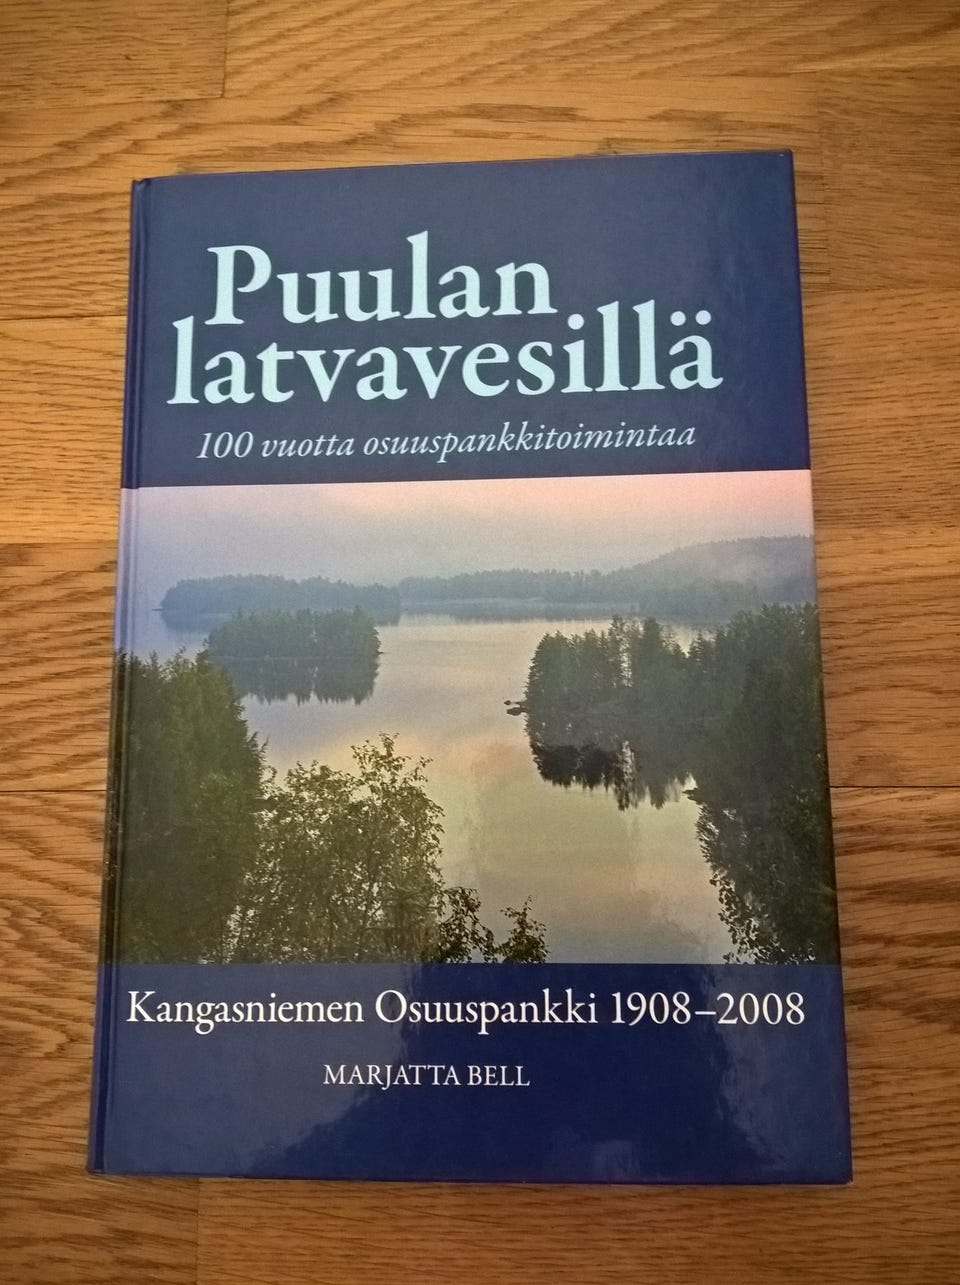 Puulan
latvavesillä
100 vuotta osuuspankkitoimintaa
Kangasniemen Osuuspankki 1908–2008
MARJATTA BELL